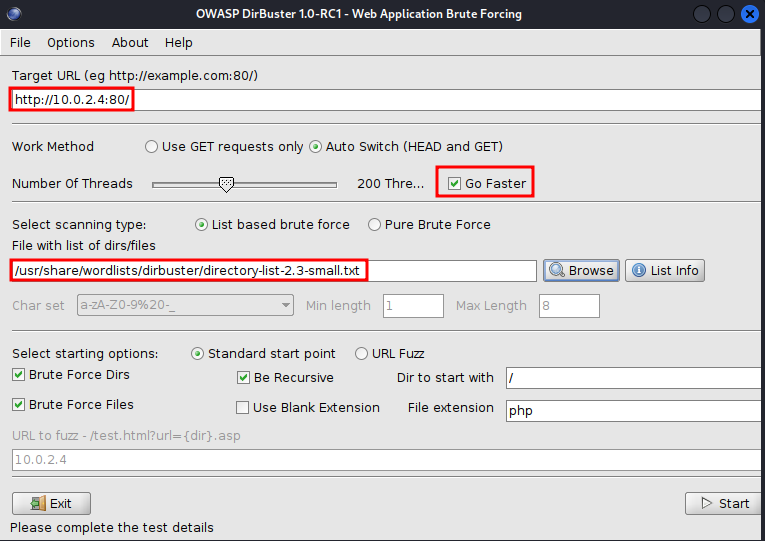 OWASP DirBuster 1.0-RC1 - Web Application Brute Forcing
File Options About Help
Target URL (eg http://example.com:80/)
http://10.0.2.4:80/
Work Method Use GET requests only Auto Switch (HEAD and GET)
Number Of Threads 200 Thre... Go Faster
Select scanning type: List based brute force Pure Brute Force
File with list of dirs/files
/usr/share/wordlists/dirbuster/directory-list-2.3-small.txt Browse List Info
Char set a-zA-Z0-9%20-_ Min length 1 Max Length 8
Select starting options: Standard start point URL Fuzz
Brute Force Dirs Be Recursive Dir to start with /
Brute Force Files Use Blank Extension File extension php
URL to fuzz - /test.html?url={dir}.asp
10.0.2.4
Exit Start
Please complete the test details